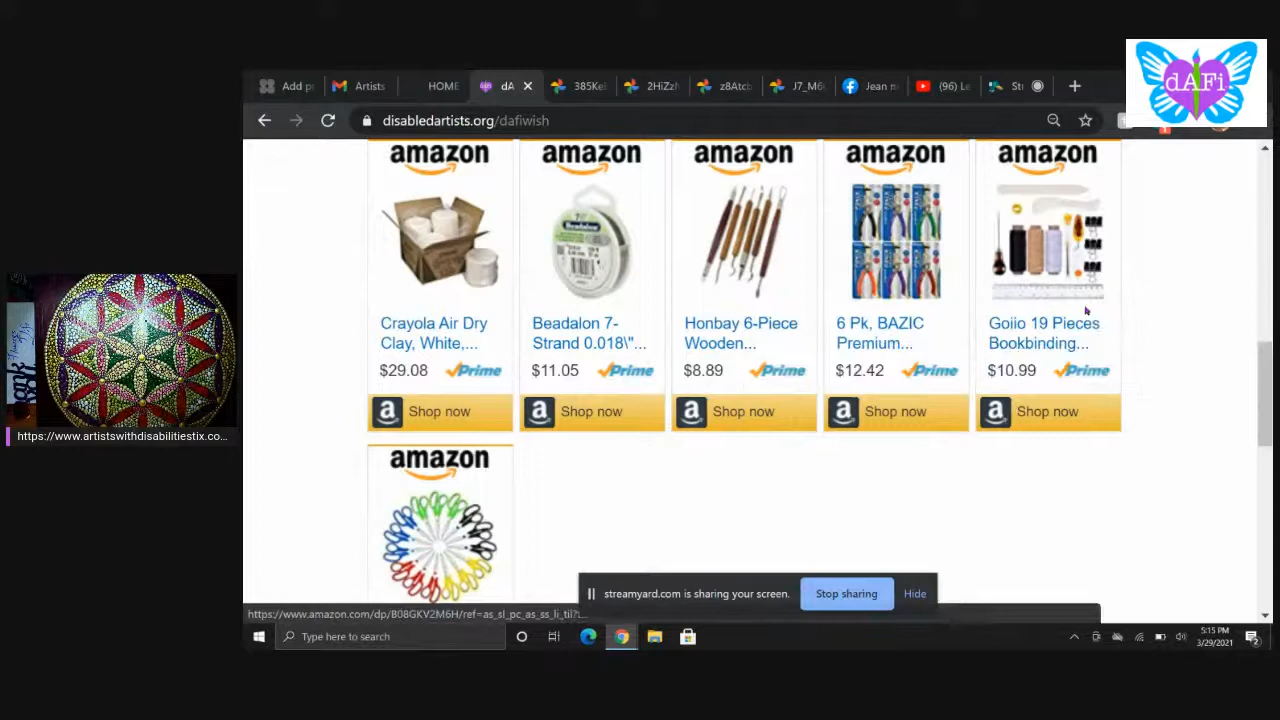 dAFi
Add p
Artists
HOME
dA
385Kei
2HiZzN
z8Atcb
J7_M6
Jean n
(96) Le
Str
disabledartists.org/dafiwish
amazon
amazon
amazon
amazon
amazon
Crayola Air Dry
Clay, White,...
$29.08 Prime
Shop now
Beadalon 7-
Strand 0.018\"...
$11.05 Prime
Shop now
Honbay 6-Piece
Wooden...
$8.89 Prime
Shop now
6 Pk, BAZIC
Premium...
$12.42 Prime
Shop now
Goiio 19 Pieces
Bookbinding...
$10.99 Prime
Shop now
https://www.artistswithdisabilitiestix.co...
amazon
streamyard.com is sharing your screen.
Stop sharing
Hide
https://www.amazon.com/dp/B08GKV2M6H/ref=as_sl_pc_as_ss_li_til?t...
Type here to search
5:15 PM
3/29/2021